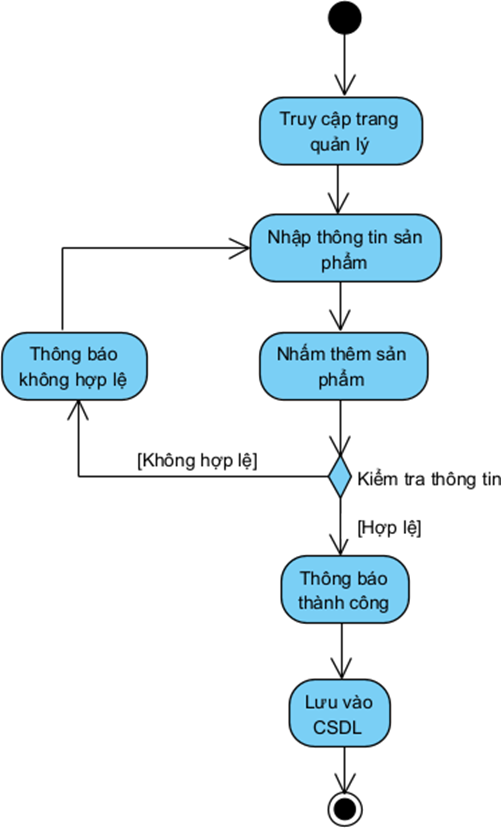 Truy cập trang
quản lý
Nhập thông tin sản
phẩm
Thông báo
không hợp lệ
Nhấm thêm sản
phẩm
[Không hợp lệ]
Kiểm tra thông tin
[Hợp lệ]
Thông báo
thành công
Lưu vào
CSDL